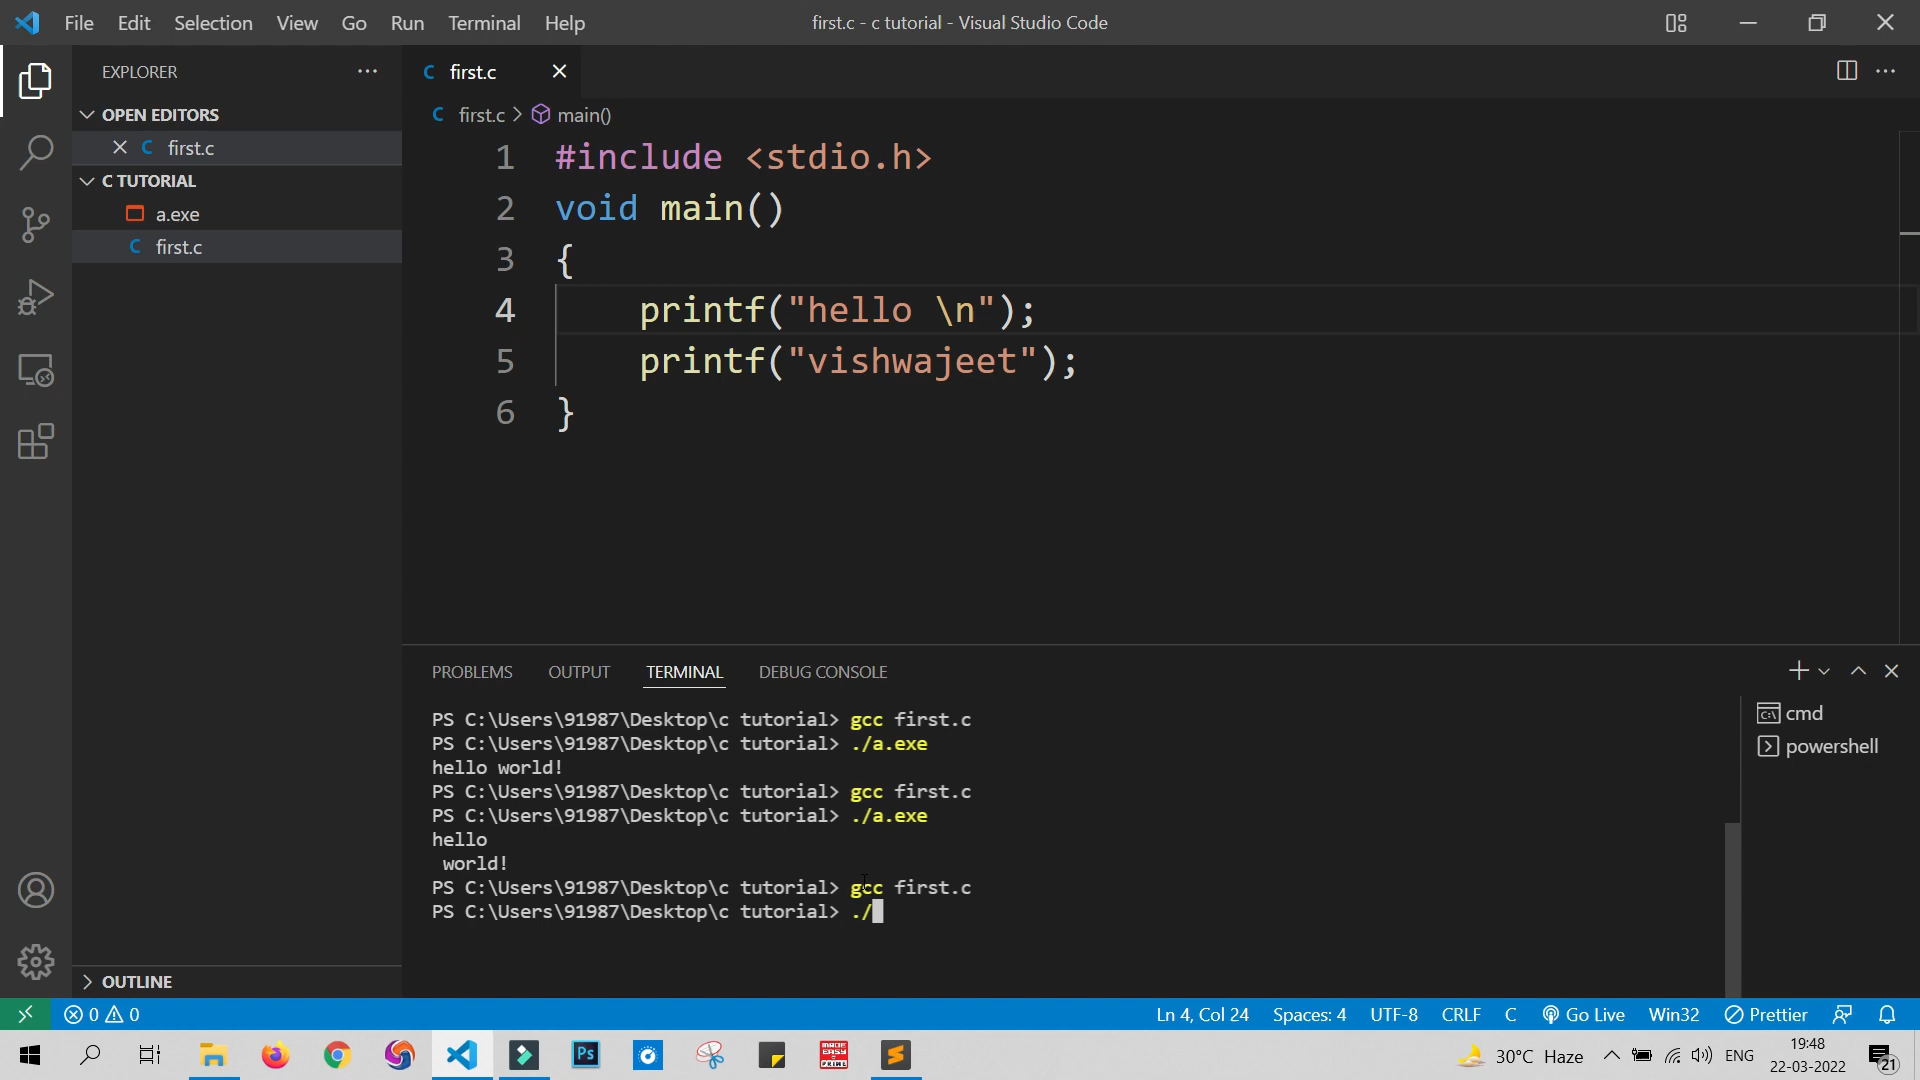 File Edit Selection View Go Run Terminal Help
first.c - c tutorial - Visual Studio Code
EXPLORER
OPEN EDITORS
first.c
C TUTORIAL
a.exe
first.c
OUTLINE
first.c
first.c > main()
1 #include <stdio.h>
2 void main()
3 {
4 printf("hello \n");
5 printf("vishwajeet");
6 }
PROBLEMS OUTPUT TERMINAL DEBUG CONSOLE
PS C:\Users\91987\Desktop\c tutorial> gcc first.c
PS C:\Users\91987\Desktop\c tutorial> ./a.exe
hello world!
PS C:\Users\91987\Desktop\c tutorial> gcc first.c
PS C:\Users\91987\Desktop\c tutorial> ./a.exe
hello
 world!
PS C:\Users\91987\Desktop\c tutorial> gcc first.c
PS C:\Users\91987\Desktop\c tutorial> ./
cmd
powershell
0 0 Ln 4, Col 24 Spaces: 4 UTF-8 CRLF C Go Live Win32 Prettier
Ps
MADE EASY PRIME
30°C Haze ENG
19:48
22-03-2022
21